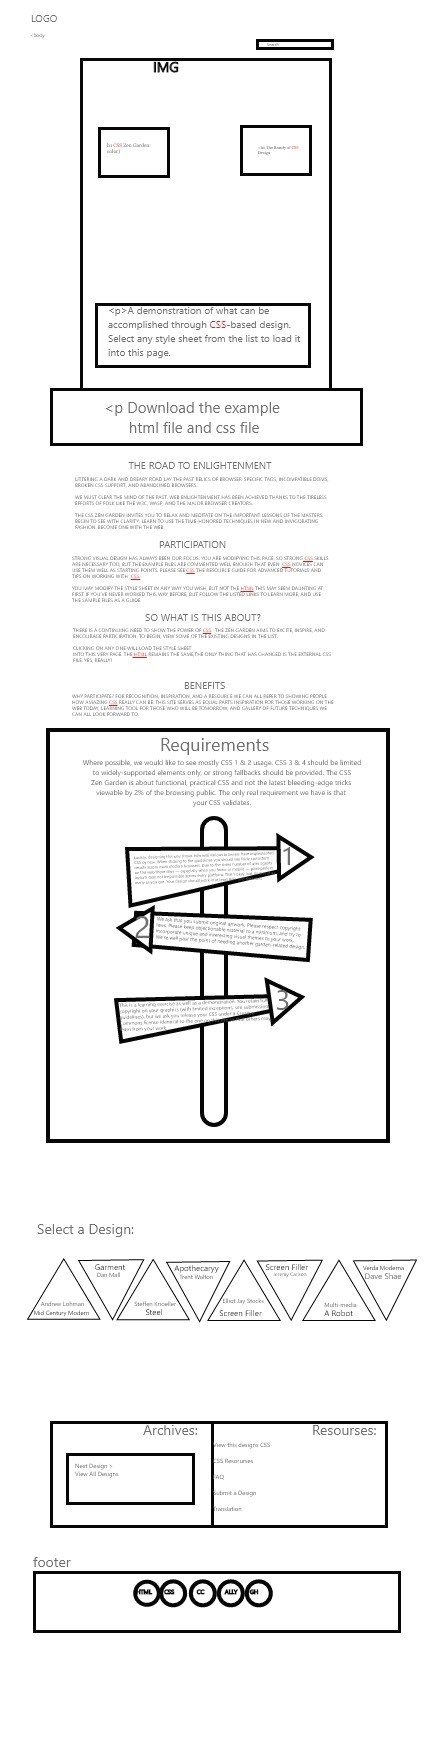 LOGO
<body
Search
IMG
h1 CSS Zen Garden
color}
<h2 The Beauty of CSS
Design
<p>A demonstration of what can be
accomplished through CSS-based design.
Select any style sheet from the list to load it
into this page.
<p Download the example
html file and css file
THE ROAD TO ENLIGHTENMENT
LITTERING A DARK AND DREARY ROAD LAY THE PAST RELICS OF BROWSER-SPECIFIC TAGS, INCOMPATIBLE DOMS,
BROKEN CSS SUPPORT, AND ABANDONED BROWSERS.
WE MUST CLEAR THE MIND OF THE PAST. WEB ENLIGHTENMENT HAS BEEN ACHIEVED THANKS TO THE TIRELESS
EFFORTS OF FOLK LIKE THE W3C, WASP, AND THE MAJOR BROWSER CREATORS.
THE CSS ZEN GARDEN INVITES YOU TO RELAX AND MEDITATE ON THE IMPORTANT LESSONS OF THE MASTERS.
BEGIN TO SEE WITH CLARITY. LEARN TO USE THE TIME-HONORED TECHNIQUES IN NEW AND INVIGORATING
FASHION. BECOME ONE WITH THE WEB.
PARTICIPATION
STRONG VISUAL DESIGN HAS ALWAYS BEEN OUR FOCUS. YOU ARE MODIFYING THIS PAGE, SO STRONG CSS SKILLS
ARE NECESSARY TOO, BUT THE EXAMPLE FILES ARE COMMENTED WELL ENOUGH THAT EVEN CSS NOVICES CAN
USE THEM WELL AS STARTING POINTS. PLEASE SEE CSS THE RESOURCE GUIDE FOR ADVANCED TUTORIALS AND
TIPS ON WORKING WITH CSS.
YOU MAY MODIFY THE STYLE SHEET IN ANY WAY YOU WISH, BUT NOT THE HTML THIS MAY SEEM DAUNTING AT
FIRST IF YOU'VE NEVER WORKED THIS WAY BEFORE, BUT FOLLOW THE LISTED LINKS TO LEARN MORE, AND USE
THE SAMPLE FILES AS A GUIDE.
SO WHAT IS THIS ABOUT?
THERE IS A CONTINUING NEED TO SHOW THE POWER OF CSS. THE ZEN GARDEN AIMS TO EXCITE, INSPIRE, AND
ENCOURAGE PARTICIPATION. TO BEGIN, VIEW SOME OF THE EXISTING DESIGNS IN THE LIST.
CLICKING ON ANY ONE WILL LOAD THE STYLE SHEET
INTO THIS VERY PAGE. THE HTML REMAINS THE SAME,THE ONLY THING THAT HAS CHANGED IS THE EXTERNAL CSS
FILE. YES, REALLY!
BENEFITS
WHY PARTICIPATE? FOR RECOGNITION, INSPIRATION, AND A RESOURCE WE CAN ALL REFER TO SHOWING PEOPLE
HOW AMAZING CSS REALLY CAN BE. THIS SITE SERVES AS EQUAL PARTS INSPIRATION FOR THOSE WORKING ON THE
WEB TODAY, LEARNING TOOL FOR THOSE WHO WILL BE TOMORROW, AND GALLERY OF FUTURE TECHNIQUES WE
CAN ALL LOOK FORWARD TO.
Requirements
Where possible, we would like to see mostly CSS 1 & 2 usage. CSS 3 & 4 should be limited
to widely-supported elements only, or strong fallbacks should be provided. The CSS
Zen Garden is about functional, practical CSS and not the latest bleeding-edge tricks
viewable by 2% of the browsing public. The only real requirement we have is that
your CSS validates.
1
2
We ask that you submit original artwork. Please respect copyright
laws. Please keep objectionable material to a minimum, and try to
incorporate unique and interesting visual themes to your work.
We're well past the point of needing another garden-related design.
3
Select a Design:
Garment
Dan Mall
Apothecaryy
Trent Walton
Screen Filler
Jeremy Carlson
Verda Moderna
Dave Shae
Andrew Lohman
Mid Century Modern
Steffen Knoeller
Steel
Elliot Jay Stocks
Screen Filler
Multi-media
A Robot
Archives:
Resourses:
Next Design >
View All Designs
View this designs CSS
CSS Resorurses
FAQ
Submit a Design
Translation
footer
HTML CSS CC ALLY GH